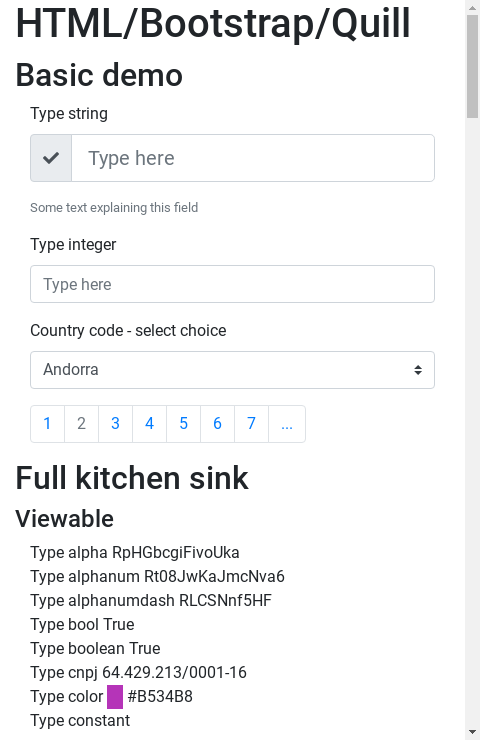 HTML/Bootstrap/Quill
Basic demo
Type string
Type here
Some text explaining this field
Type integer
Type here
Country code - select choice
Andorra
1 2 3 4 5 6 7 ...
Full kitchen sink
Viewable
Type alpha RpHGbcgiFivoUka
Type alphanum Rt08JwKaJmcNva6
Type alphanumdash RLCSNnf5HF
Type bool True
Type boolean True
Type cnpj 64.429.213/0001-16
Type color #B534B8
Type constant